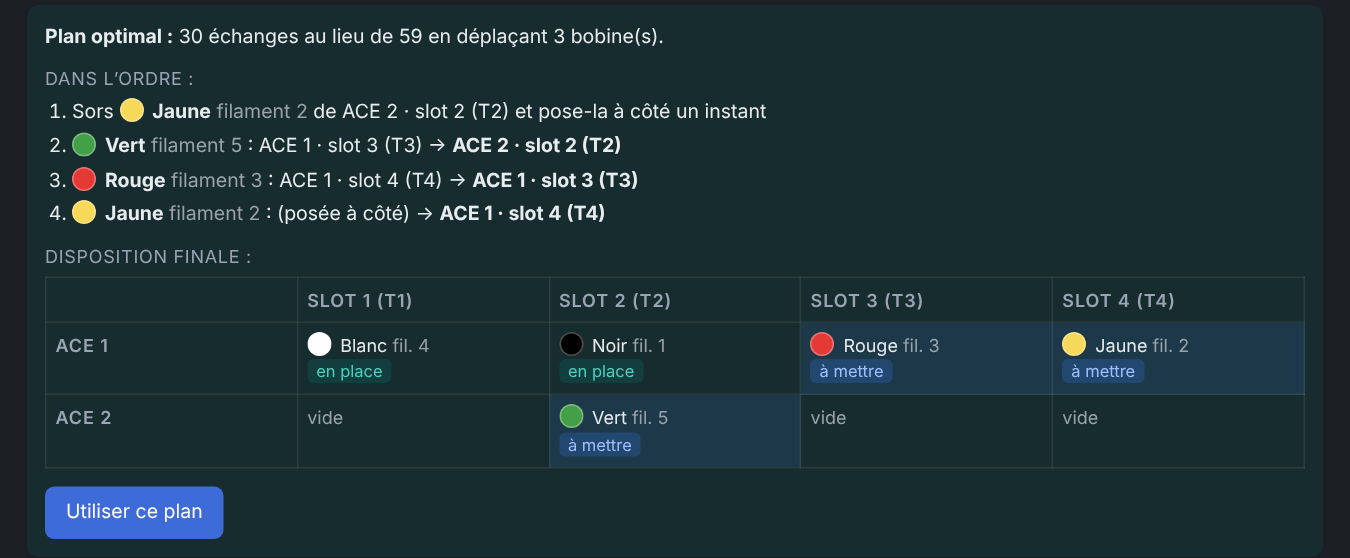 Plan optimal : 30 échanges au lieu de 59 en déplaçant 3 bobine(s).
DANS L'ORDRE :
1. Sors Jaune filament 2 de ACE 2 · slot 2 (T2) et pose-la à côté un instant
2. Vert filament 5 : ACE 1 · slot 3 (T3) → ACE 2 · slot 2 (T2)
3. Rouge filament 3 : ACE 1 · slot 4 (T4) → ACE 1 · slot 3 (T3)
4. Jaune filament 2 : (posée à côté) → ACE 1 · slot 4 (T4)
DISPOSITION FINALE :
SLOT 1 (T1) SLOT 2 (T2) SLOT 3 (T3) SLOT 4 (T4)
ACE 1 Blanc fil. 4 Noir fil. 1 Rouge fil. 3 Jaune fil. 2
en place en place à mettre à mettre
ACE 2 vide Vert fil. 5 vide vide
à mettre
Utiliser ce plan